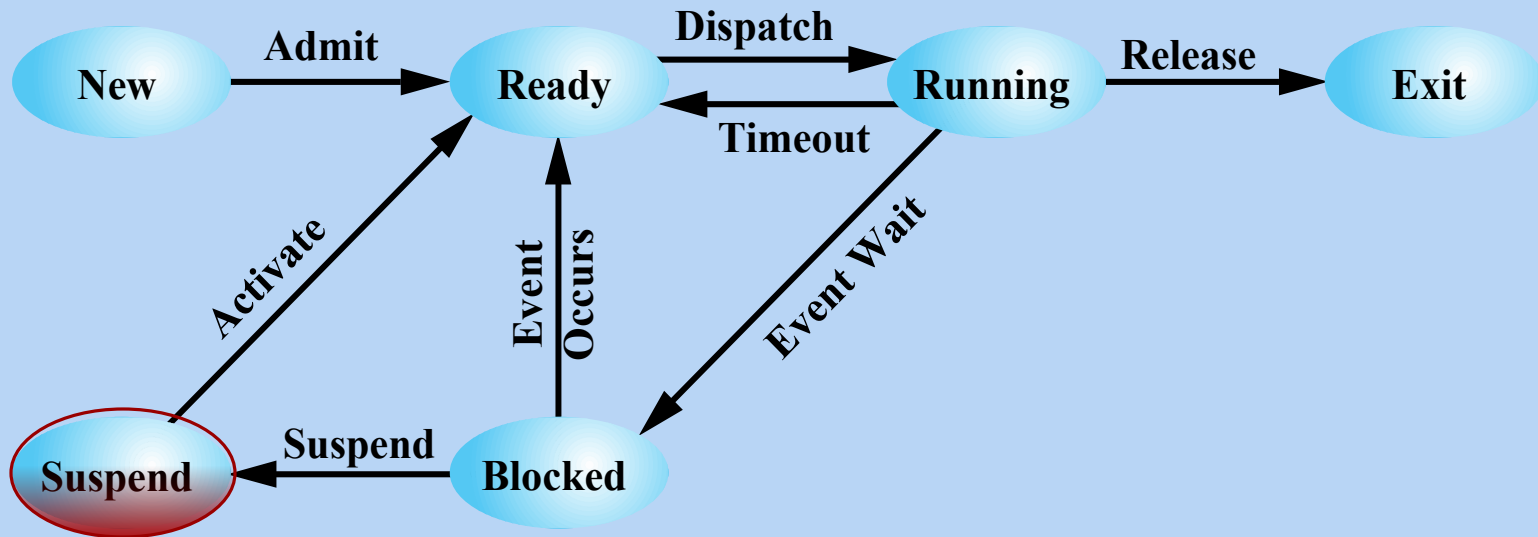 Admit
Dispatch
New
Ready
Running
Release
Exit
Timeout
Activate
Event
Occurs
Event Wait
Suspend
Suspend
Blocked